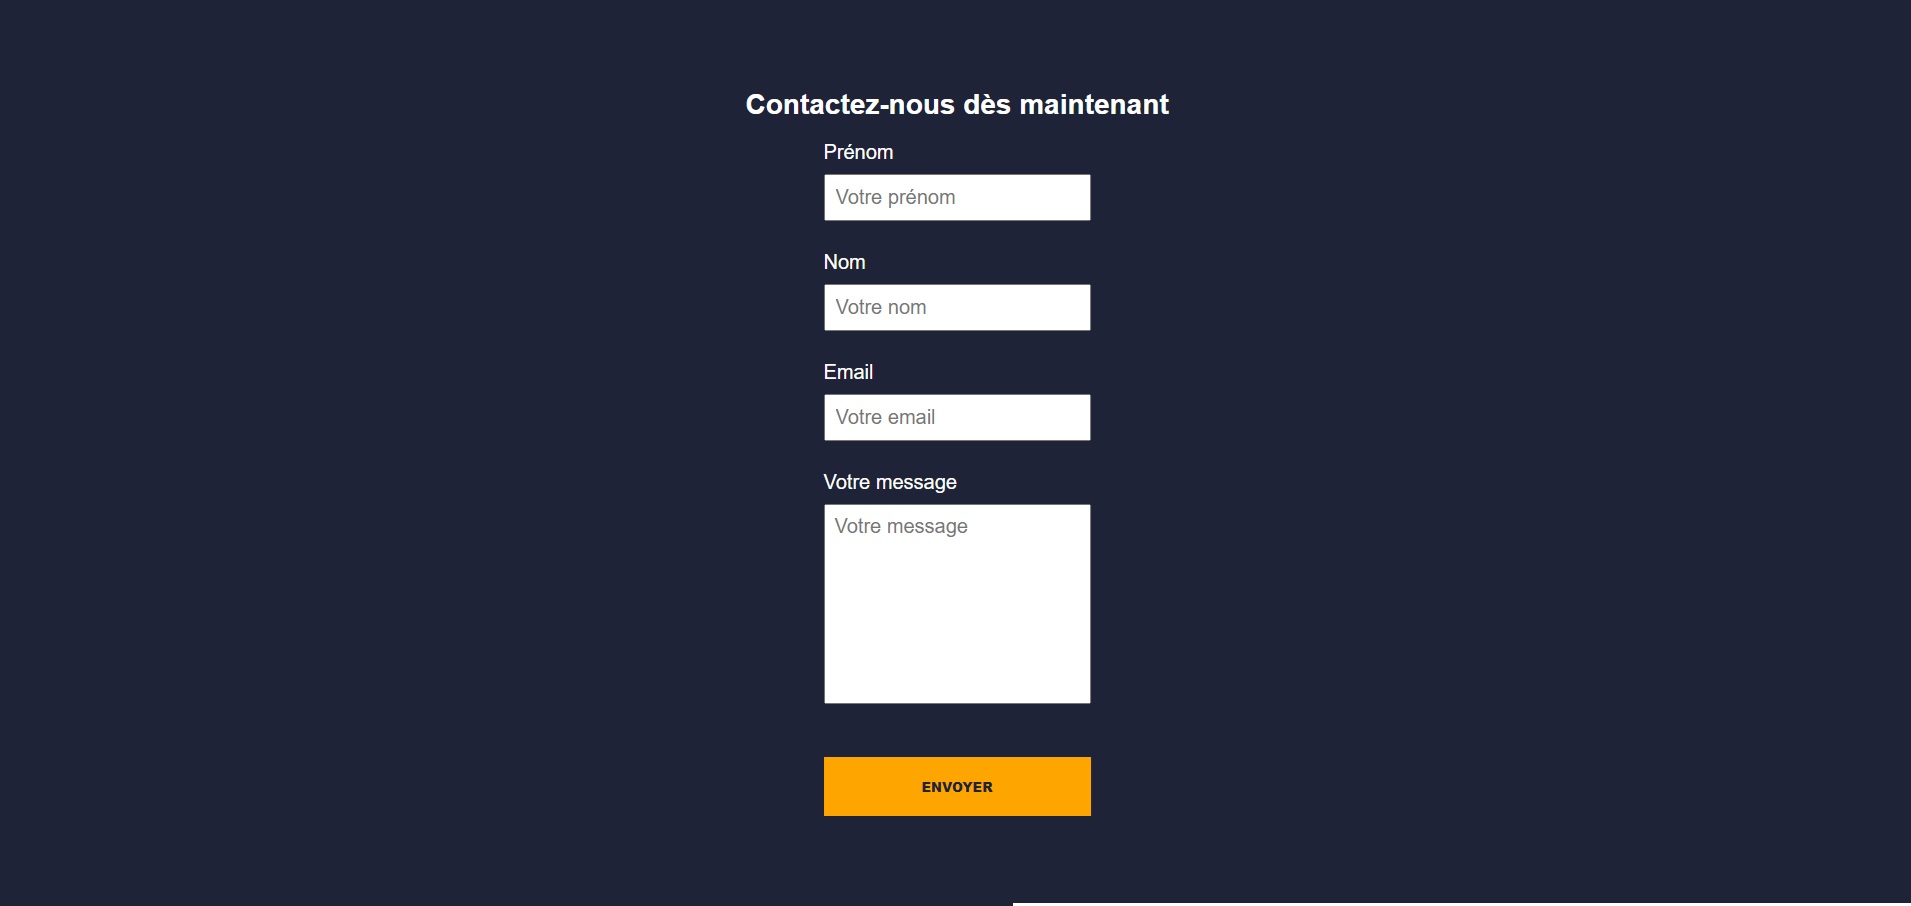 Contactez-nous dès maintenant
Prénom
Votre prénom
Nom
Votre nom
Email
Votre email
Votre message
Votre message
ENVOYER